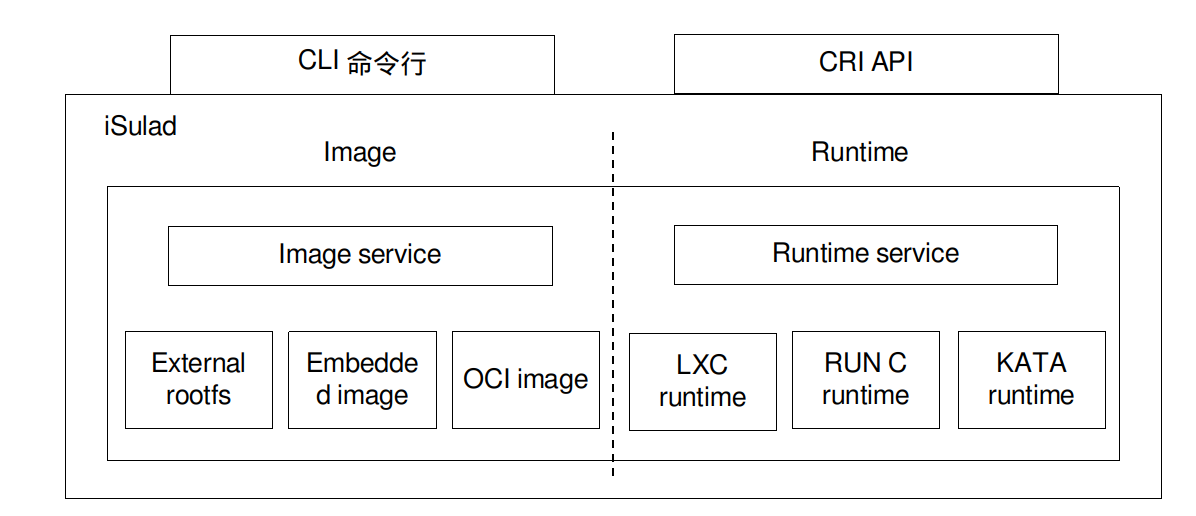 CLI 命令行
CRI API
iSulad
Image
Runtime
Image service
Runtime service
External
rootfs
Embedde
d image
OCI image
LXC
runtime
RUN C
runtime
KATA
runtime